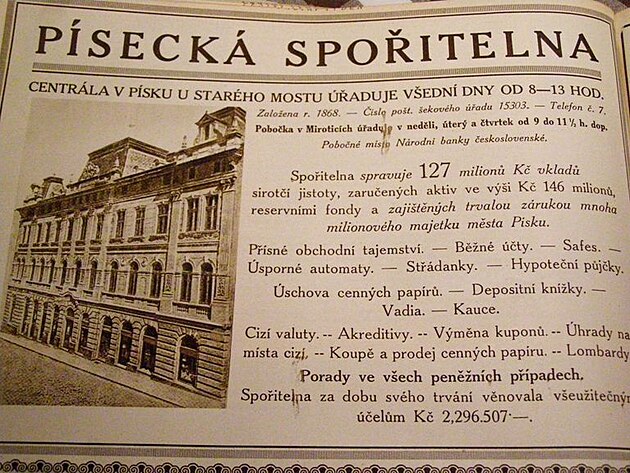 PÍSECKÁ SPOŘITELNA
CENTRÁLA V PÍSKU U STARÉHO MOSTU ÚŘADUJE VŠEDNÍ DNY OD 8—13 HOD.
Založena r. 1868. — Číslo pošt. šekového úřadu 15303. — Telefon č. 7.
Pobočka v Miroticích úřaduje v neděli, úterý a čtvrtek od 9 do 11½ h. dop.
Pobočné místo Národní banky československé.
Spořitelna spravuje 127 milionů Kč vkladů
sirotčí jistoty, zaručených aktiv ve výši Kč 146 milionů,
reservními fondy a zajištěných trvalou zárukou mnoha
milionového majetku města Písku.
Přísné obchodní tajemství. — Běžné účty. — Safes. —
Úsporné automaty. — Střádanky. — Hypoteční půjčky.
Úschova cenných papírů. — Depositní knížky. —
Vadia. — Kauce.
Cizí valuty. -- Akreditivy. -- Výměna kuponů. -- Úhrady na
místa cizí. -- Koupě a prodej cenných papíru. -- Lombardy
Porady ve všech peněžních případech.
Spořitelna za dobu svého trvání věnovala všeužitečným
účelům Kč 2,296.507·—.